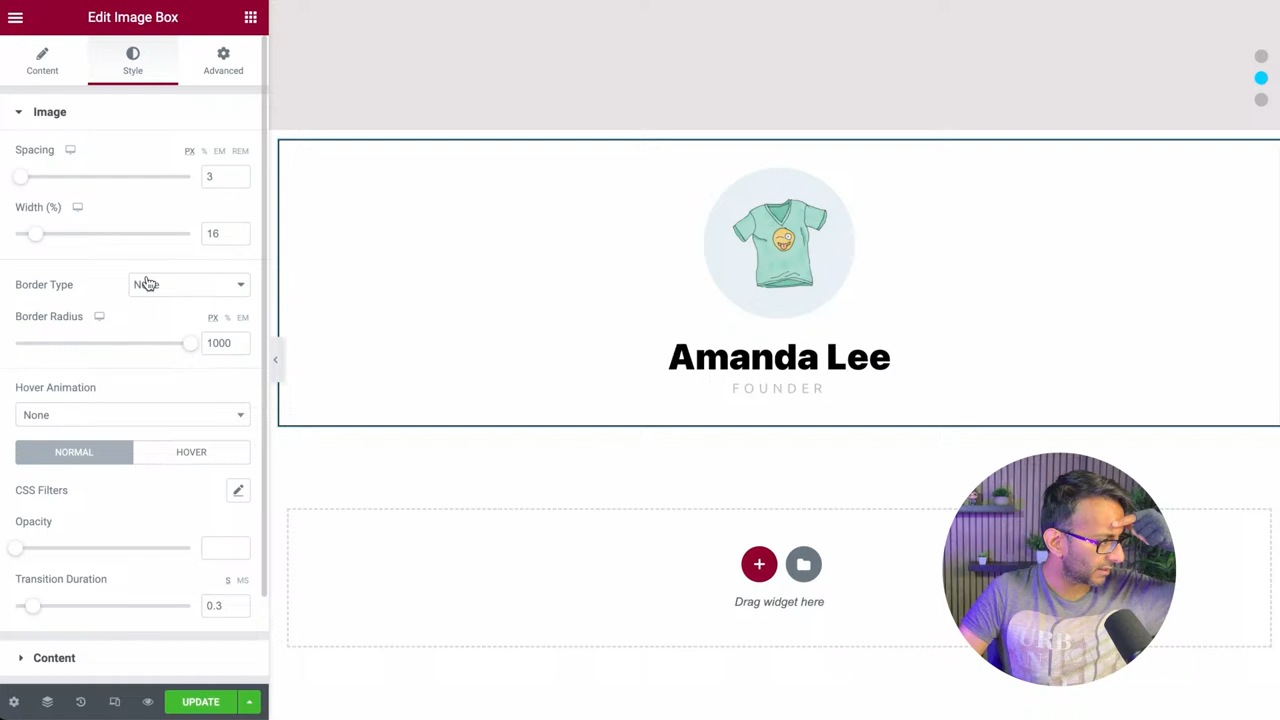 Edit Image Box
Content
Style
Advanced
Image
Spacing
PX % EM REM
3
Width (%)
16
Border Type
Border Radius
PX % EM
1000
Hover Animation
None
NORMAL
HOVER
CSS Filters
Opacity
Transition Duration
S MS
0.3
Content
UPDATE
Amanda Lee
FOUNDER
Drag widget here